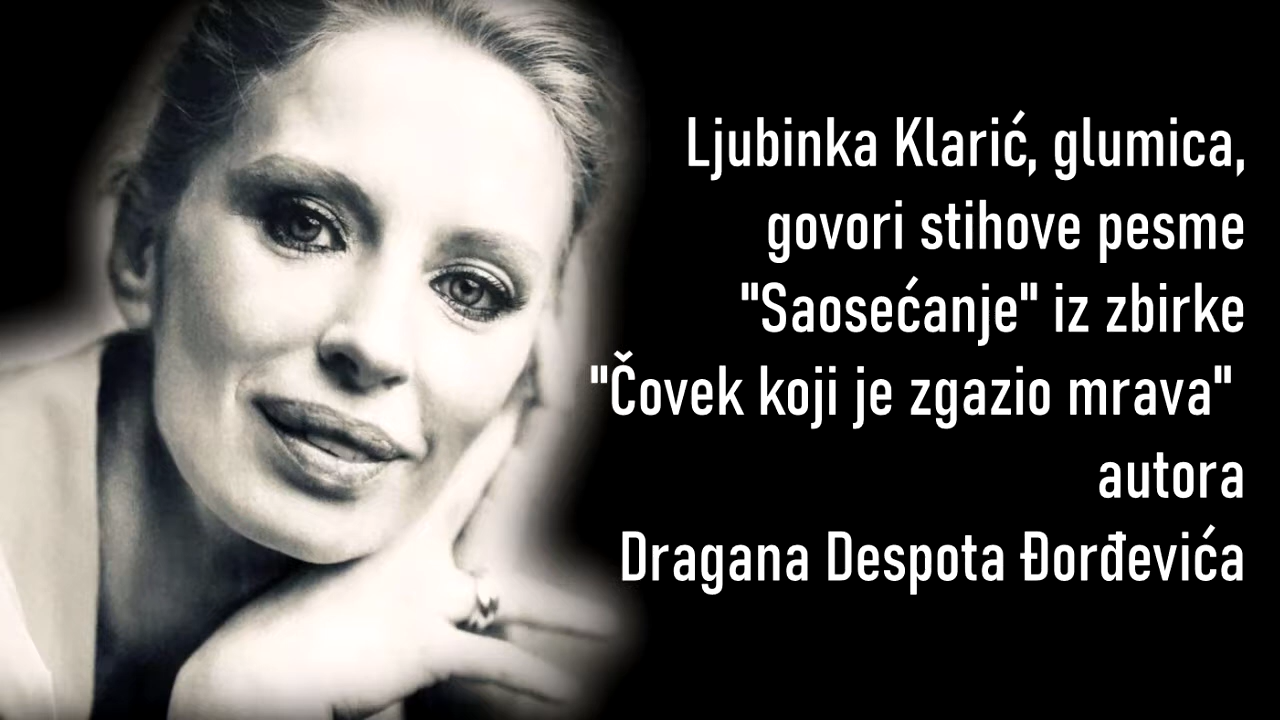 Ljubinka Klarić, glumica,
govori stihove pesme
"Saosećanje" iz zbirke
"Čovek koji je zgazio mrava"
autora
Dragana Despota Đorđevića